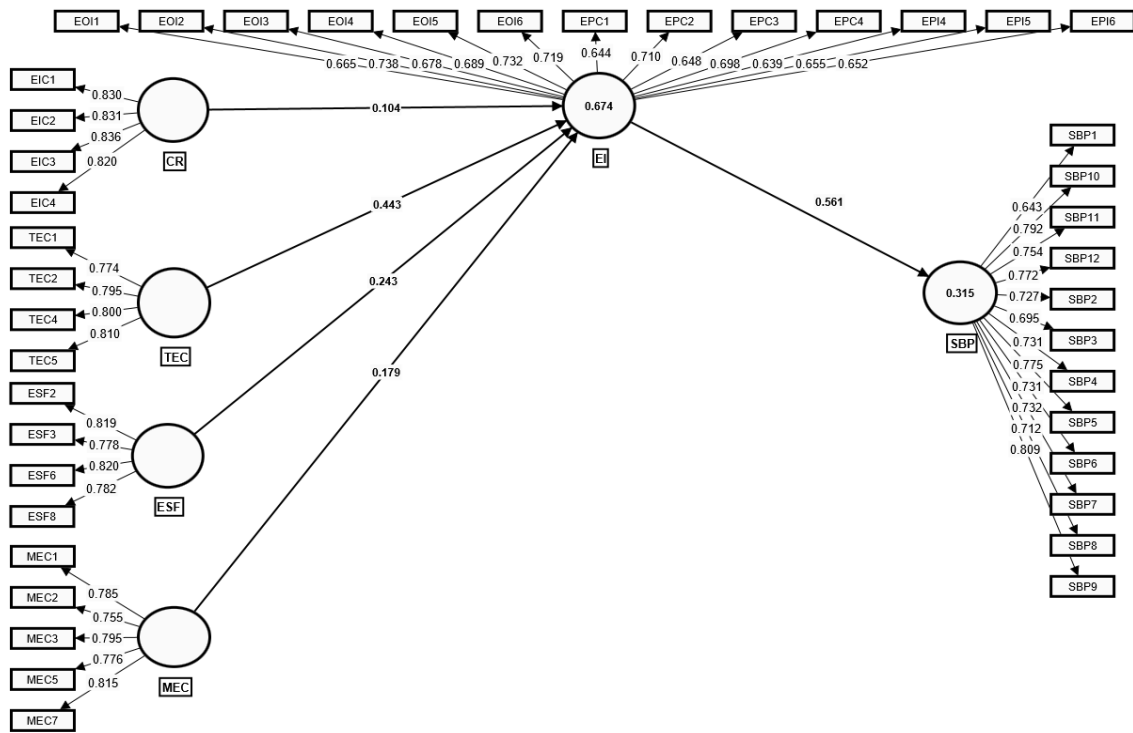 EOI1 EOI2 EOI3 EOI4 EOI5 EOI6 EPC1 EPC2 EPC3 EPC4 EPI4 EPI5 EPI6
0.665 0.738 0.678 0.689 0.732 0.719 0.644 0.710 0.648 0.698 0.639 0.655 0.652
EIC1
EIC2
EIC3
EIC4
0.830
0.831
0.836
0.820
CR
0.104
0.674
EI
TEC1
TEC2
TEC4
TEC5
0.774
0.795
0.800
0.810
TEC
0.443
ESF2
ESF3
ESF6
ESF8
0.819
0.778
0.820
0.782
ESF
0.243
MEC1
MEC2
MEC3
MEC5
MEC7
0.785
0.755
0.795
0.776
0.815
MEC
0.179
0.561
0.315
SBP
0.643
0.792
0.754
0.772
0.727
0.695
0.731
0.775
0.731
0.732
0.712
0.809
SBP1
SBP10
SBP11
SBP12
SBP2
SBP3
SBP4
SBP5
SBP6
SBP7
SBP8
SBP9